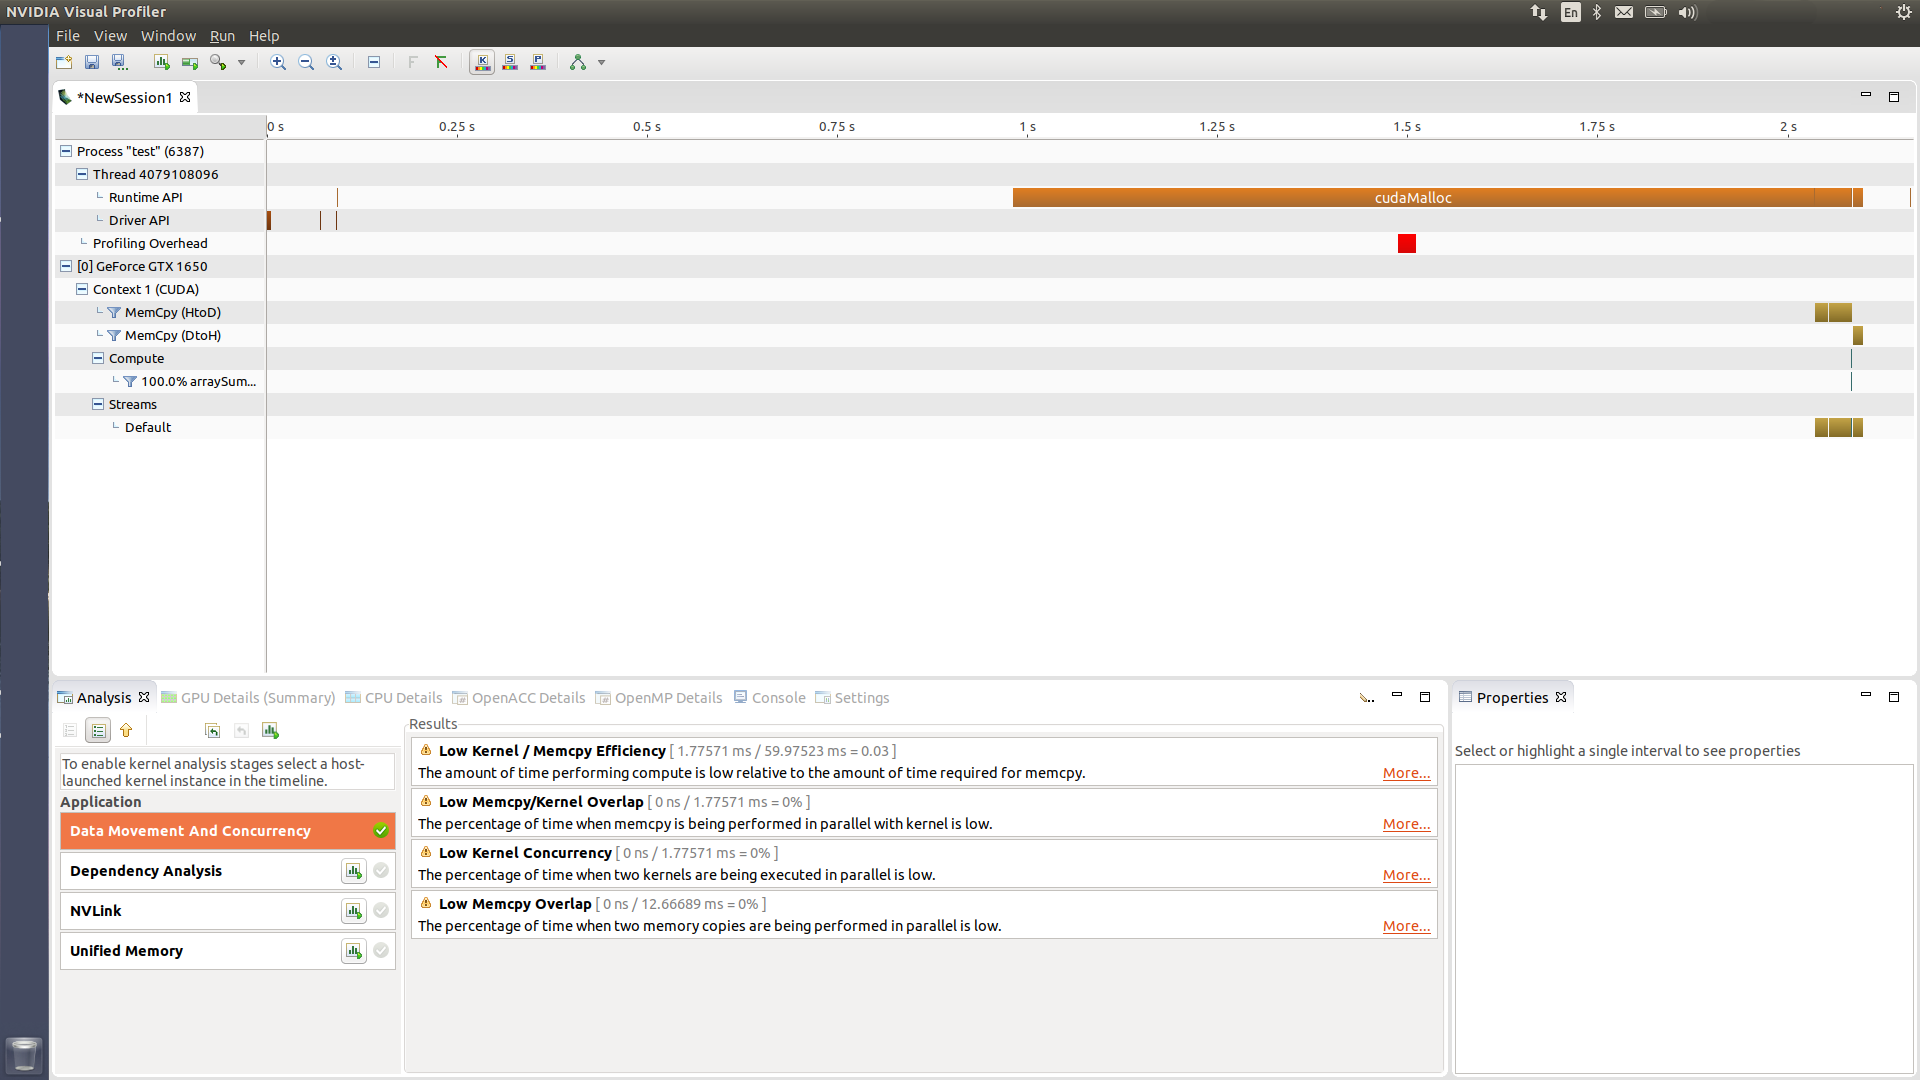 NVIDIA Visual Profiler
En
File View Window Run Help
F K S P
*NewSession1
0 s 0.25 s 0.5 s 0.75 s 1 s 1.25 s 1.5 s 1.75 s 2 s
Process "test" (6387)
Thread 4079108096
Runtime API
cudaMalloc
Driver API
Profiling Overhead
[0] GeForce GTX 1650
Context 1 (CUDA)
MemCpy (HtoD)
MemCpy (DtoH)
Compute
100.0% arraySum...
Streams
Default
Analysis GPU Details (Summary) CPU Details OpenACC Details OpenMP Details Console Settings
To enable kernel analysis stages select a host-
launched kernel instance in the timeline.
Application
Data Movement And Concurrency
Dependency Analysis
NVLink
Unified Memory
Results
Low Kernel / Memcpy Efficiency [ 1.77571 ms / 59.97523 ms = 0.03 ]
The amount of time performing compute is low relative to the amount of time required for memcpy. More...
Low Memcpy/Kernel Overlap [ 0 ns / 1.77571 ms = 0% ]
The percentage of time when memcpy is being performed in parallel with kernel is low. More...
Low Kernel Concurrency [ 0 ns / 1.77571 ms = 0% ]
The percentage of time when two kernels are being executed in parallel is low. More...
Low Memcpy Overlap [ 0 ns / 12.66689 ms = 0% ]
The percentage of time when two memory copies are being performed in parallel is low. More...
Properties
Select or highlight a single interval to see properties